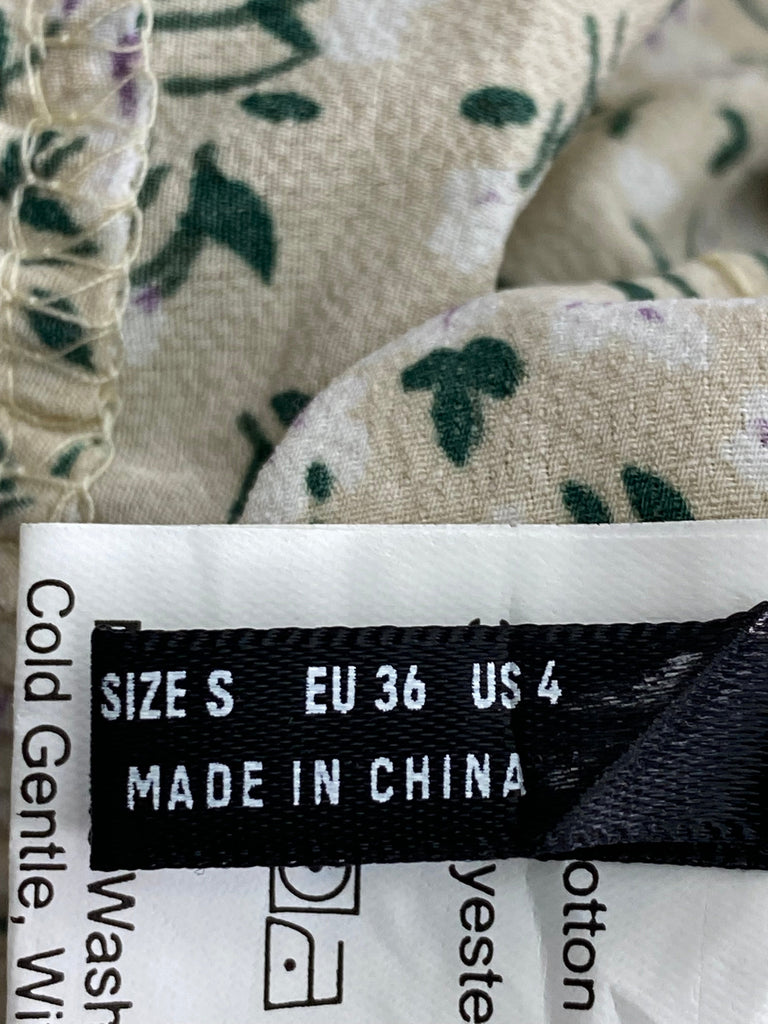 SIZE S EU 36 US 4
MADE IN CHINA
otton
yeste
Wash
Cold Gentle, Wi